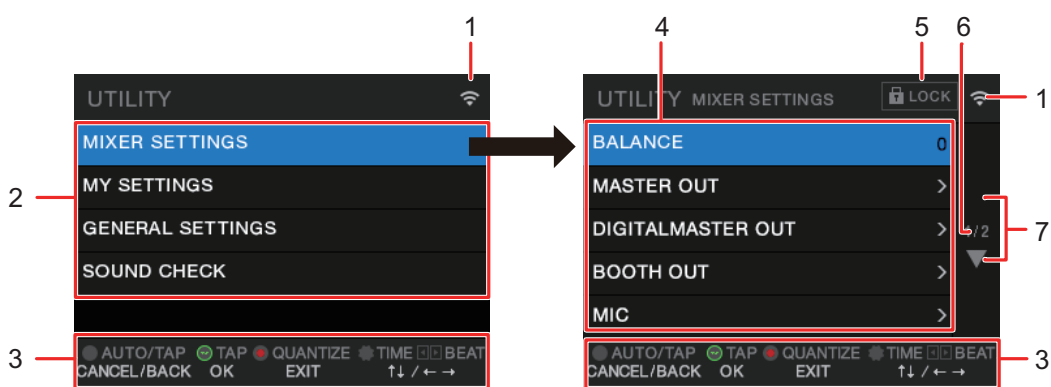 1
4
5
6
UTILITY
MIXER SETTINGS
MY SETTINGS
GENERAL SETTINGS
SOUND CHECK
AUTO/TAP TAP QUANTIZE TIME BEAT
CANCEL/BACK OK EXIT ↑↓ / ← →
2
3
UTILITY MIXER SETTINGS LOCK
BALANCE 0
MASTER OUT >
DIGITALMASTER OUT >
BOOTH OUT >
MIC >
1/2
AUTO/TAP TAP QUANTIZE TIME BEAT
CANCEL/BACK OK EXIT ↑↓ / ← →
1
7
3